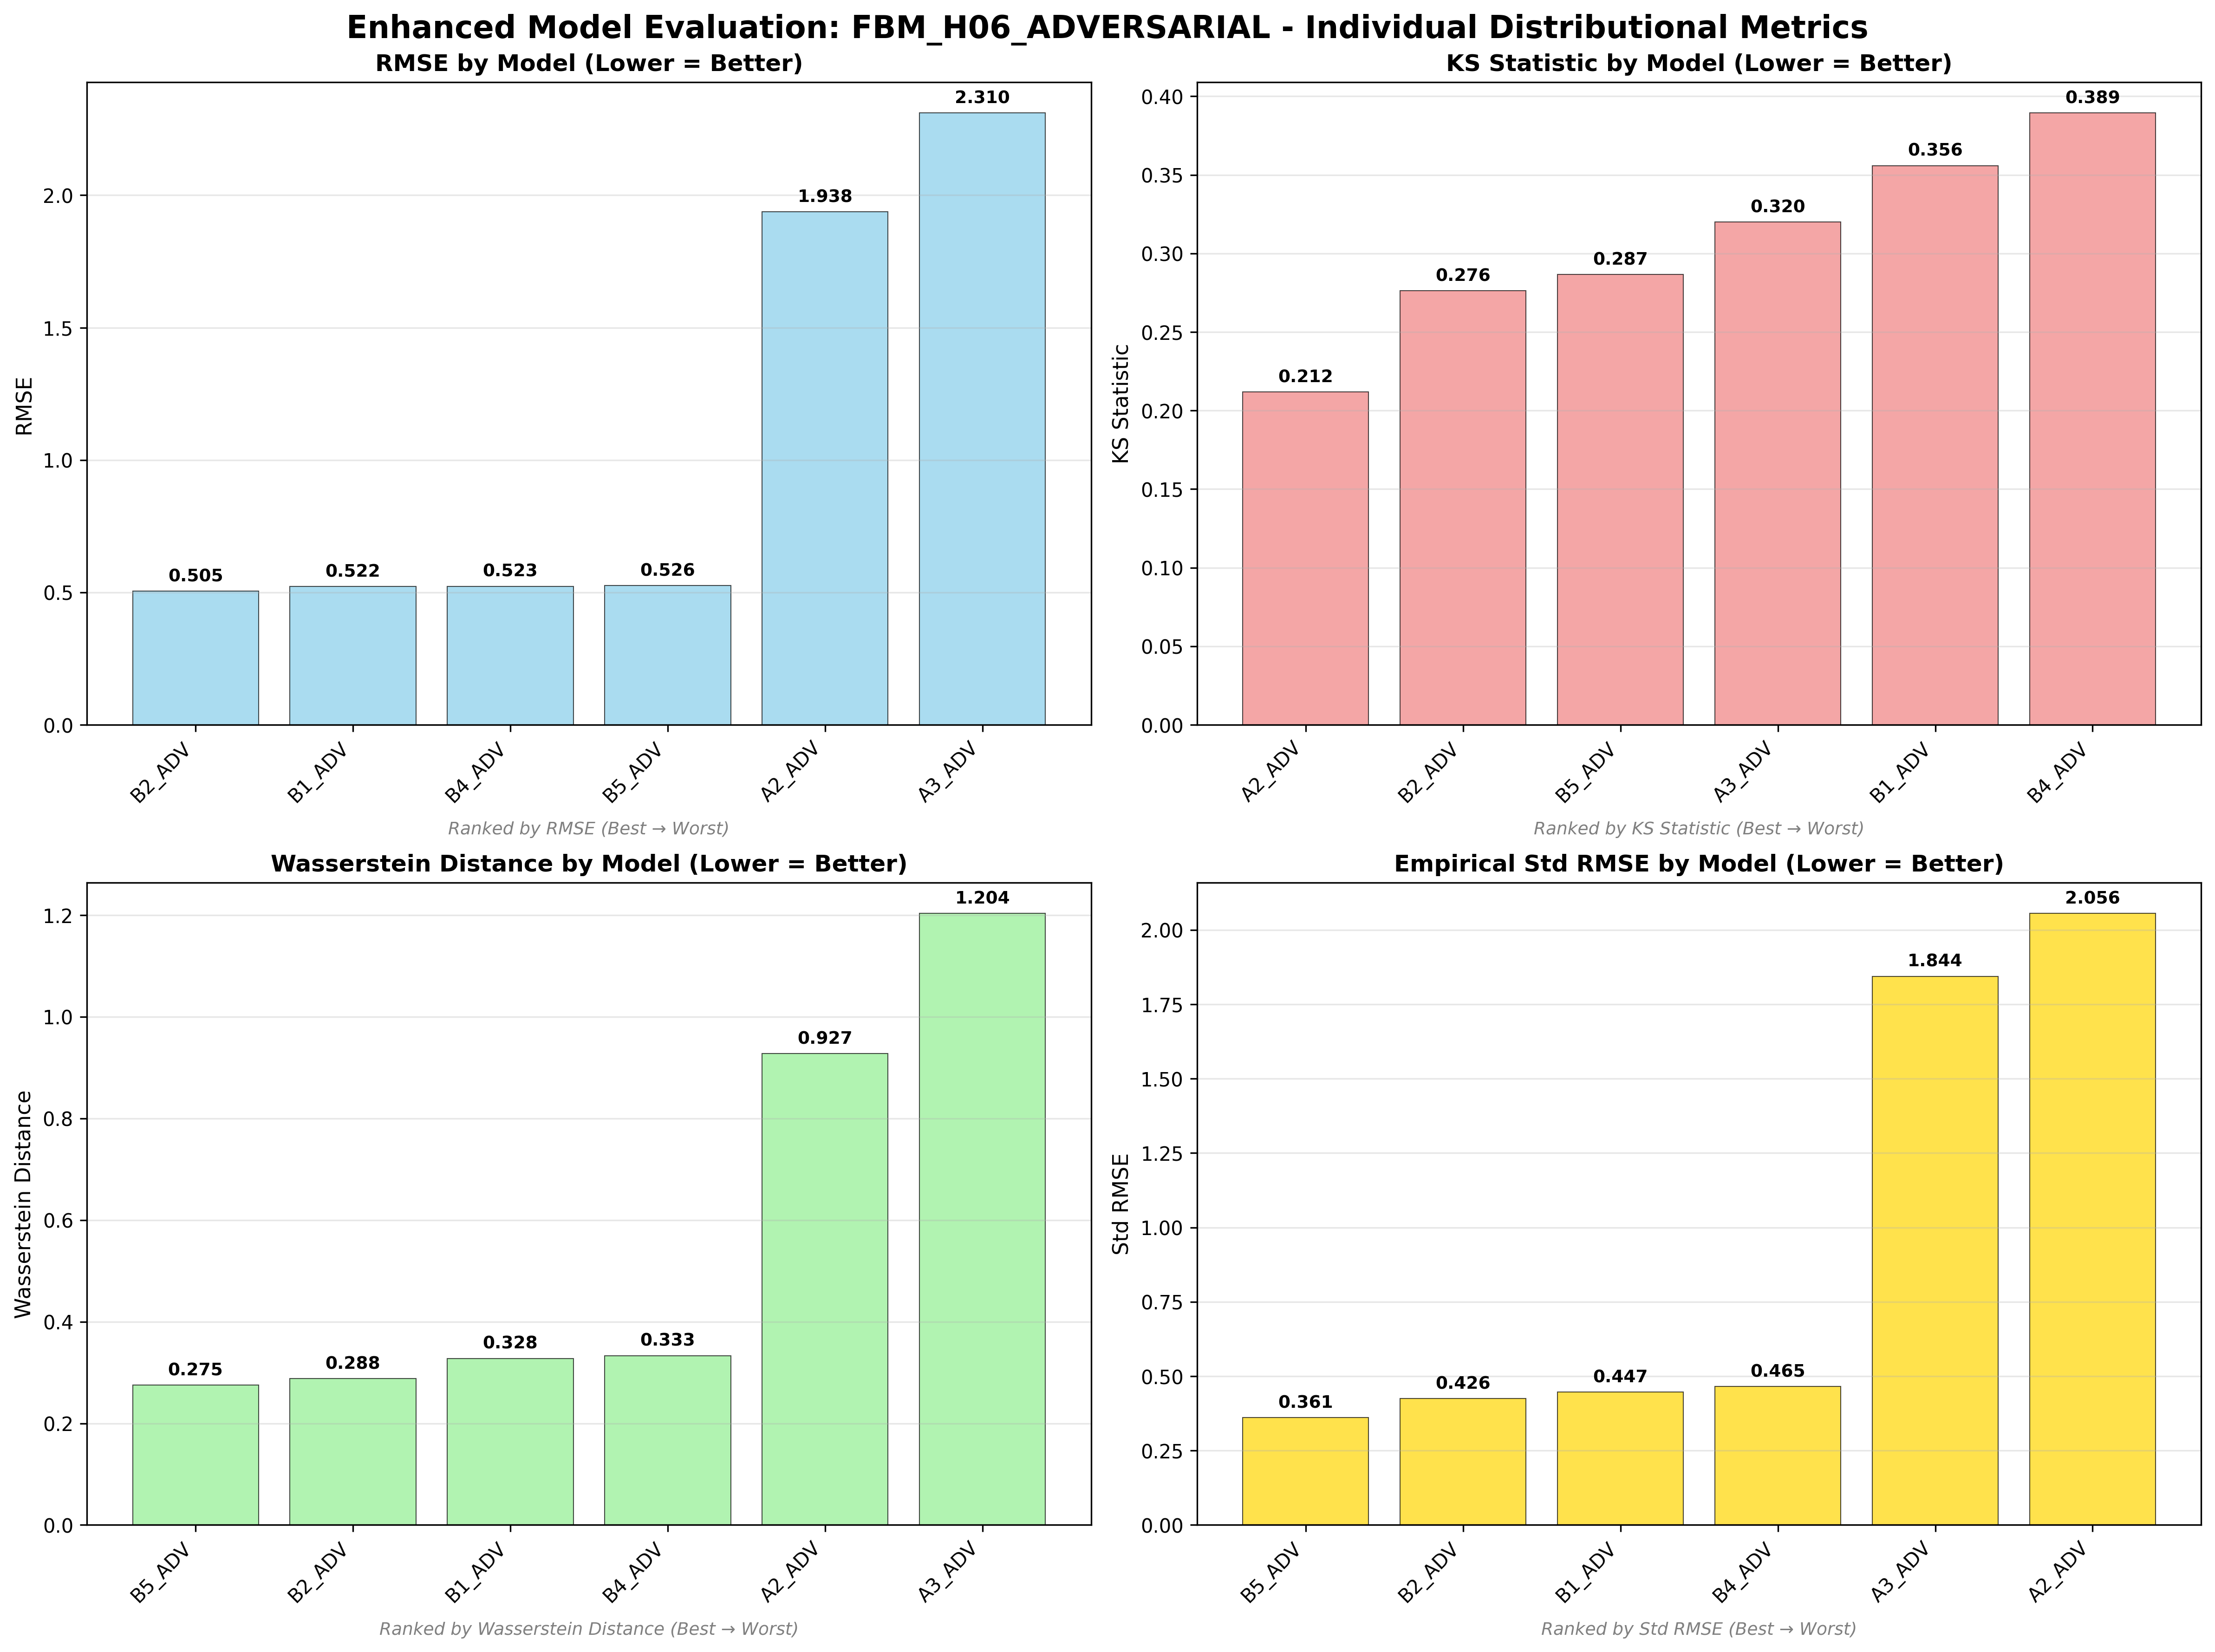 Enhanced Model Evaluation: FBM_H06_ADVERSARIAL - Individual Distributional Metrics
RMSE by Model (Lower = Better)
RMSE
2.0
1.5
1.0
0.5
0.0
0.505
0.522
0.523
0.526
1.938
2.310
B2_ADV
B1_ADV
B4_ADV
B5_ADV
A2_ADV
A3_ADV
Ranked by RMSE (Best → Worst)
KS Statistic by Model (Lower = Better)
KS Statistic
0.40
0.35
0.30
0.25
0.20
0.15
0.10
0.05
0.00
0.212
0.276
0.287
0.320
0.356
0.389
A2_ADV
B2_ADV
B5_ADV
A3_ADV
B1_ADV
B4_ADV
Ranked by KS Statistic (Best → Worst)
Wasserstein Distance by Model (Lower = Better)
Wasserstein Distance
1.2
1.0
0.8
0.6
0.4
0.2
0.0
0.275
0.288
0.328
0.333
0.927
1.204
B5_ADV
B2_ADV
B1_ADV
B4_ADV
A2_ADV
A3_ADV
Ranked by Wasserstein Distance (Best → Worst)
Empirical Std RMSE by Model (Lower = Better)
Std RMSE
2.00
1.75
1.50
1.25
1.00
0.75
0.50
0.25
0.00
0.361
0.426
0.447
0.465
1.844
2.056
B5_ADV
B2_ADV
B1_ADV
B4_ADV
A3_ADV
A2_ADV
Ranked by Std RMSE (Best → Worst)